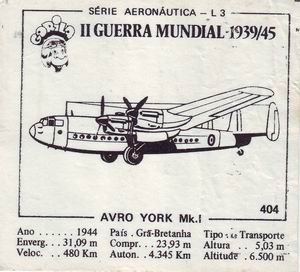 SÉRIE AERONÁUTICA - L 3
II GUERRA MUNDIAL-1939/45
404
AVRO YORK Mk.I
Ano . . . . . . 1944 País . Grã-Bretanha Tipo . . de Transporte
Enverg. . . 31,09 m Compr. . . 23,93 m Altura . . 5,03 m
Veloc. . . 480 Km Auton. . 4.345 Km Altitude . 6.500 m